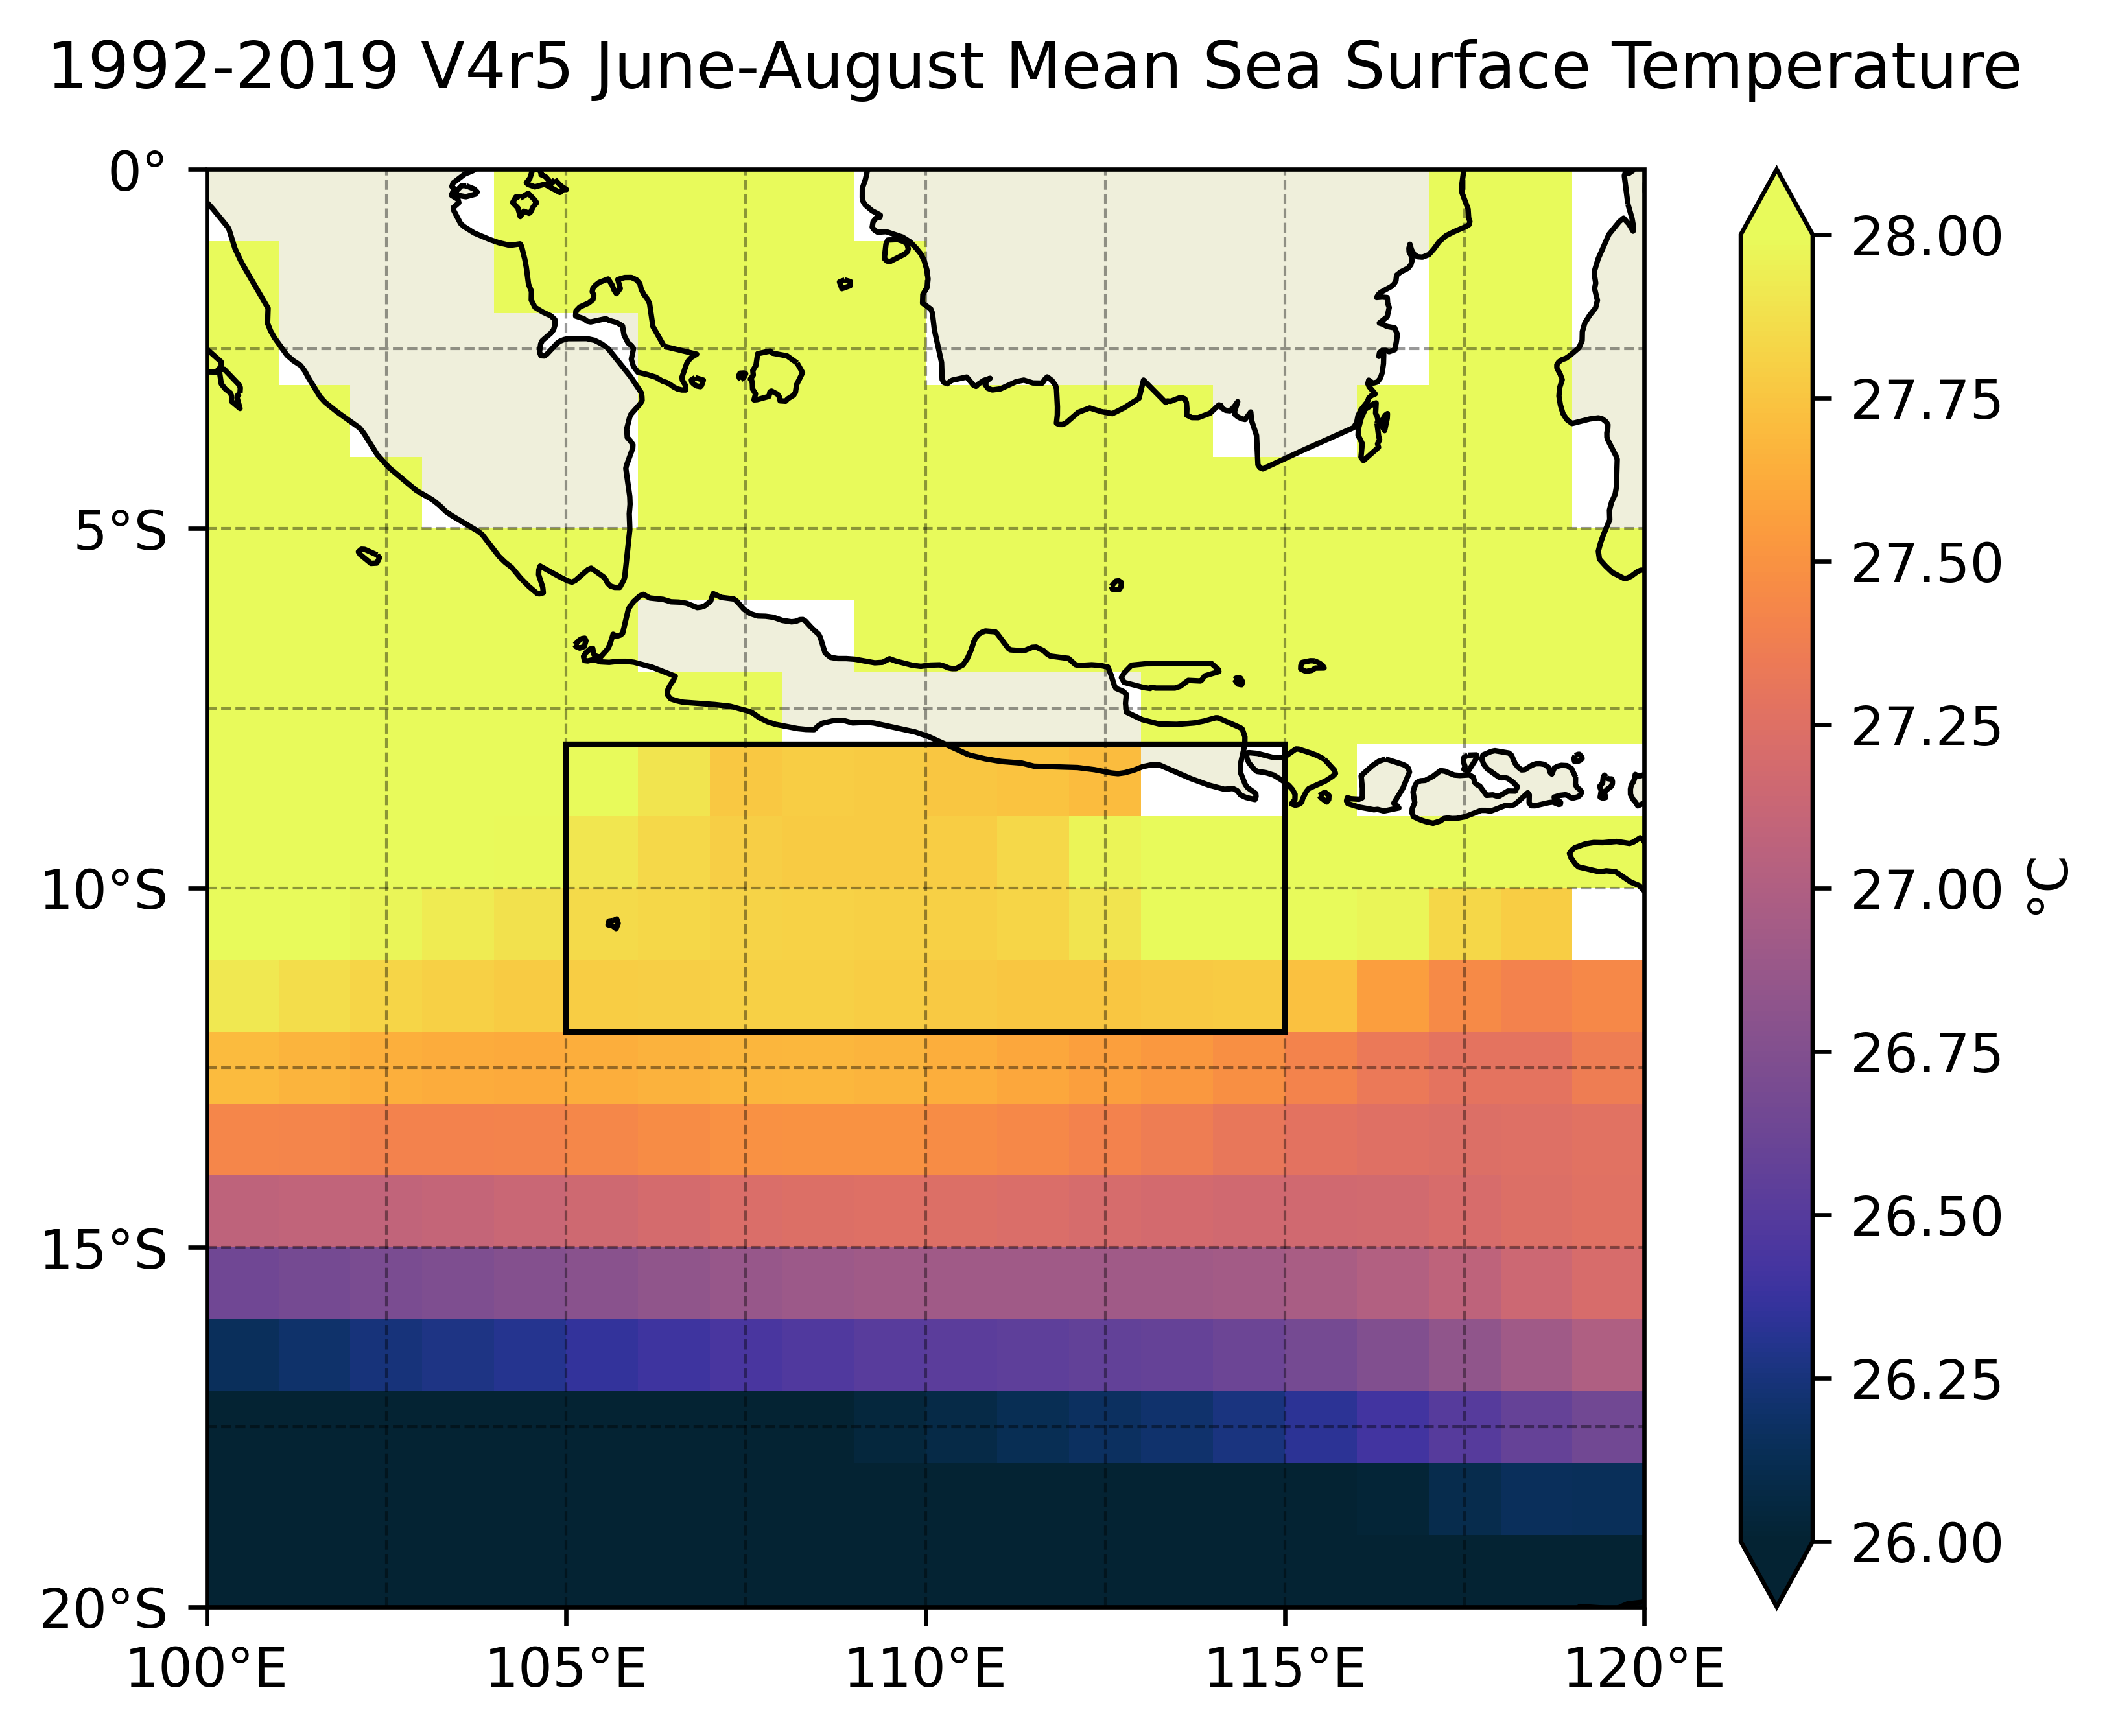 1992-2019 V4r5 June-August Mean Sea Surface Temperature
0°
5°S
10°S
15°S
20°S
100°E 105°E 110°E 115°E 120°E
28.00
27.75
27.50
27.25
27.00
26.75
26.50
26.25
26.00
°C